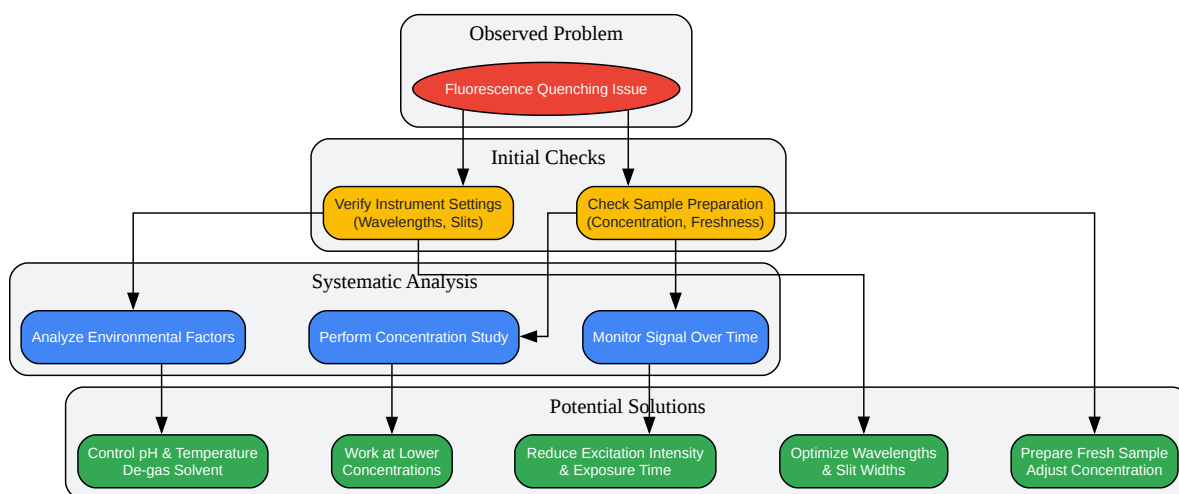 Observed Problem
Fluorescence Quenching Issue
Initial Checks
Verify Instrument Settings
(Wavelengths, Slits)
Check Sample Preparation
(Concentration, Freshness)
Systematic Analysis
Analyze Environmental Factors
Perform Concentration Study
Monitor Signal Over Time
Potential Solutions
Control pH & Temperature
De-gas Solvent
Work at Lower
Concentrations
Reduce Excitation Intensity
& Exposure Time
Optimize Wavelengths
& Slit Widths
Prepare Fresh Sample
Adjust Concentration